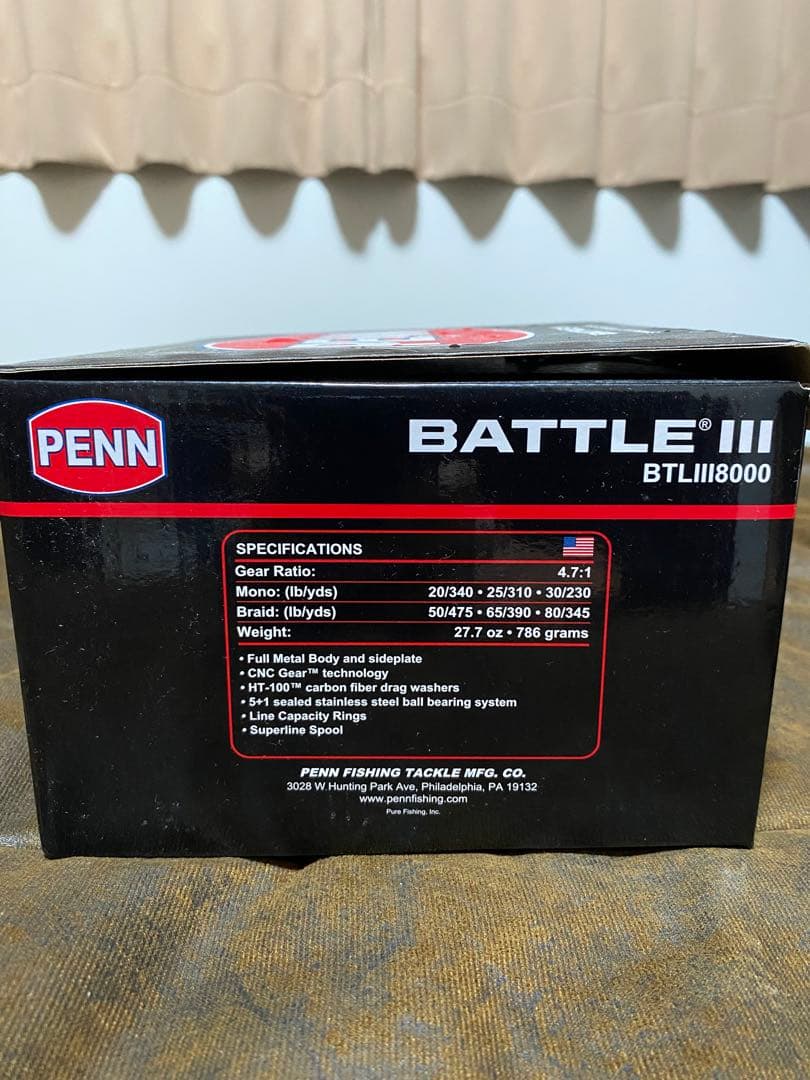 PENN
BATTLE® III
BTLIII8000
SPECIFICATIONS
Gear Ratio: 4.7:1
Mono: (lb/yds) 20/340 • 25/310 • 30/230
Braid: (lb/yds) 50/475 • 65/390 • 80/345
Weight: 27.7 oz • 786 grams
• Full Metal Body and sideplate
• CNC Gear™ technology
• HT-100™ carbon fiber drag washers
• 5+1 sealed stainless steel ball bearing system
• Line Capacity Rings
• Superline Spool
PENN FISHING TACKLE MFG. CO.
3028 W Hunting Park Ave, Philadelphia, PA 19132
www.pennfishing.com
Pure Fishing, Inc.